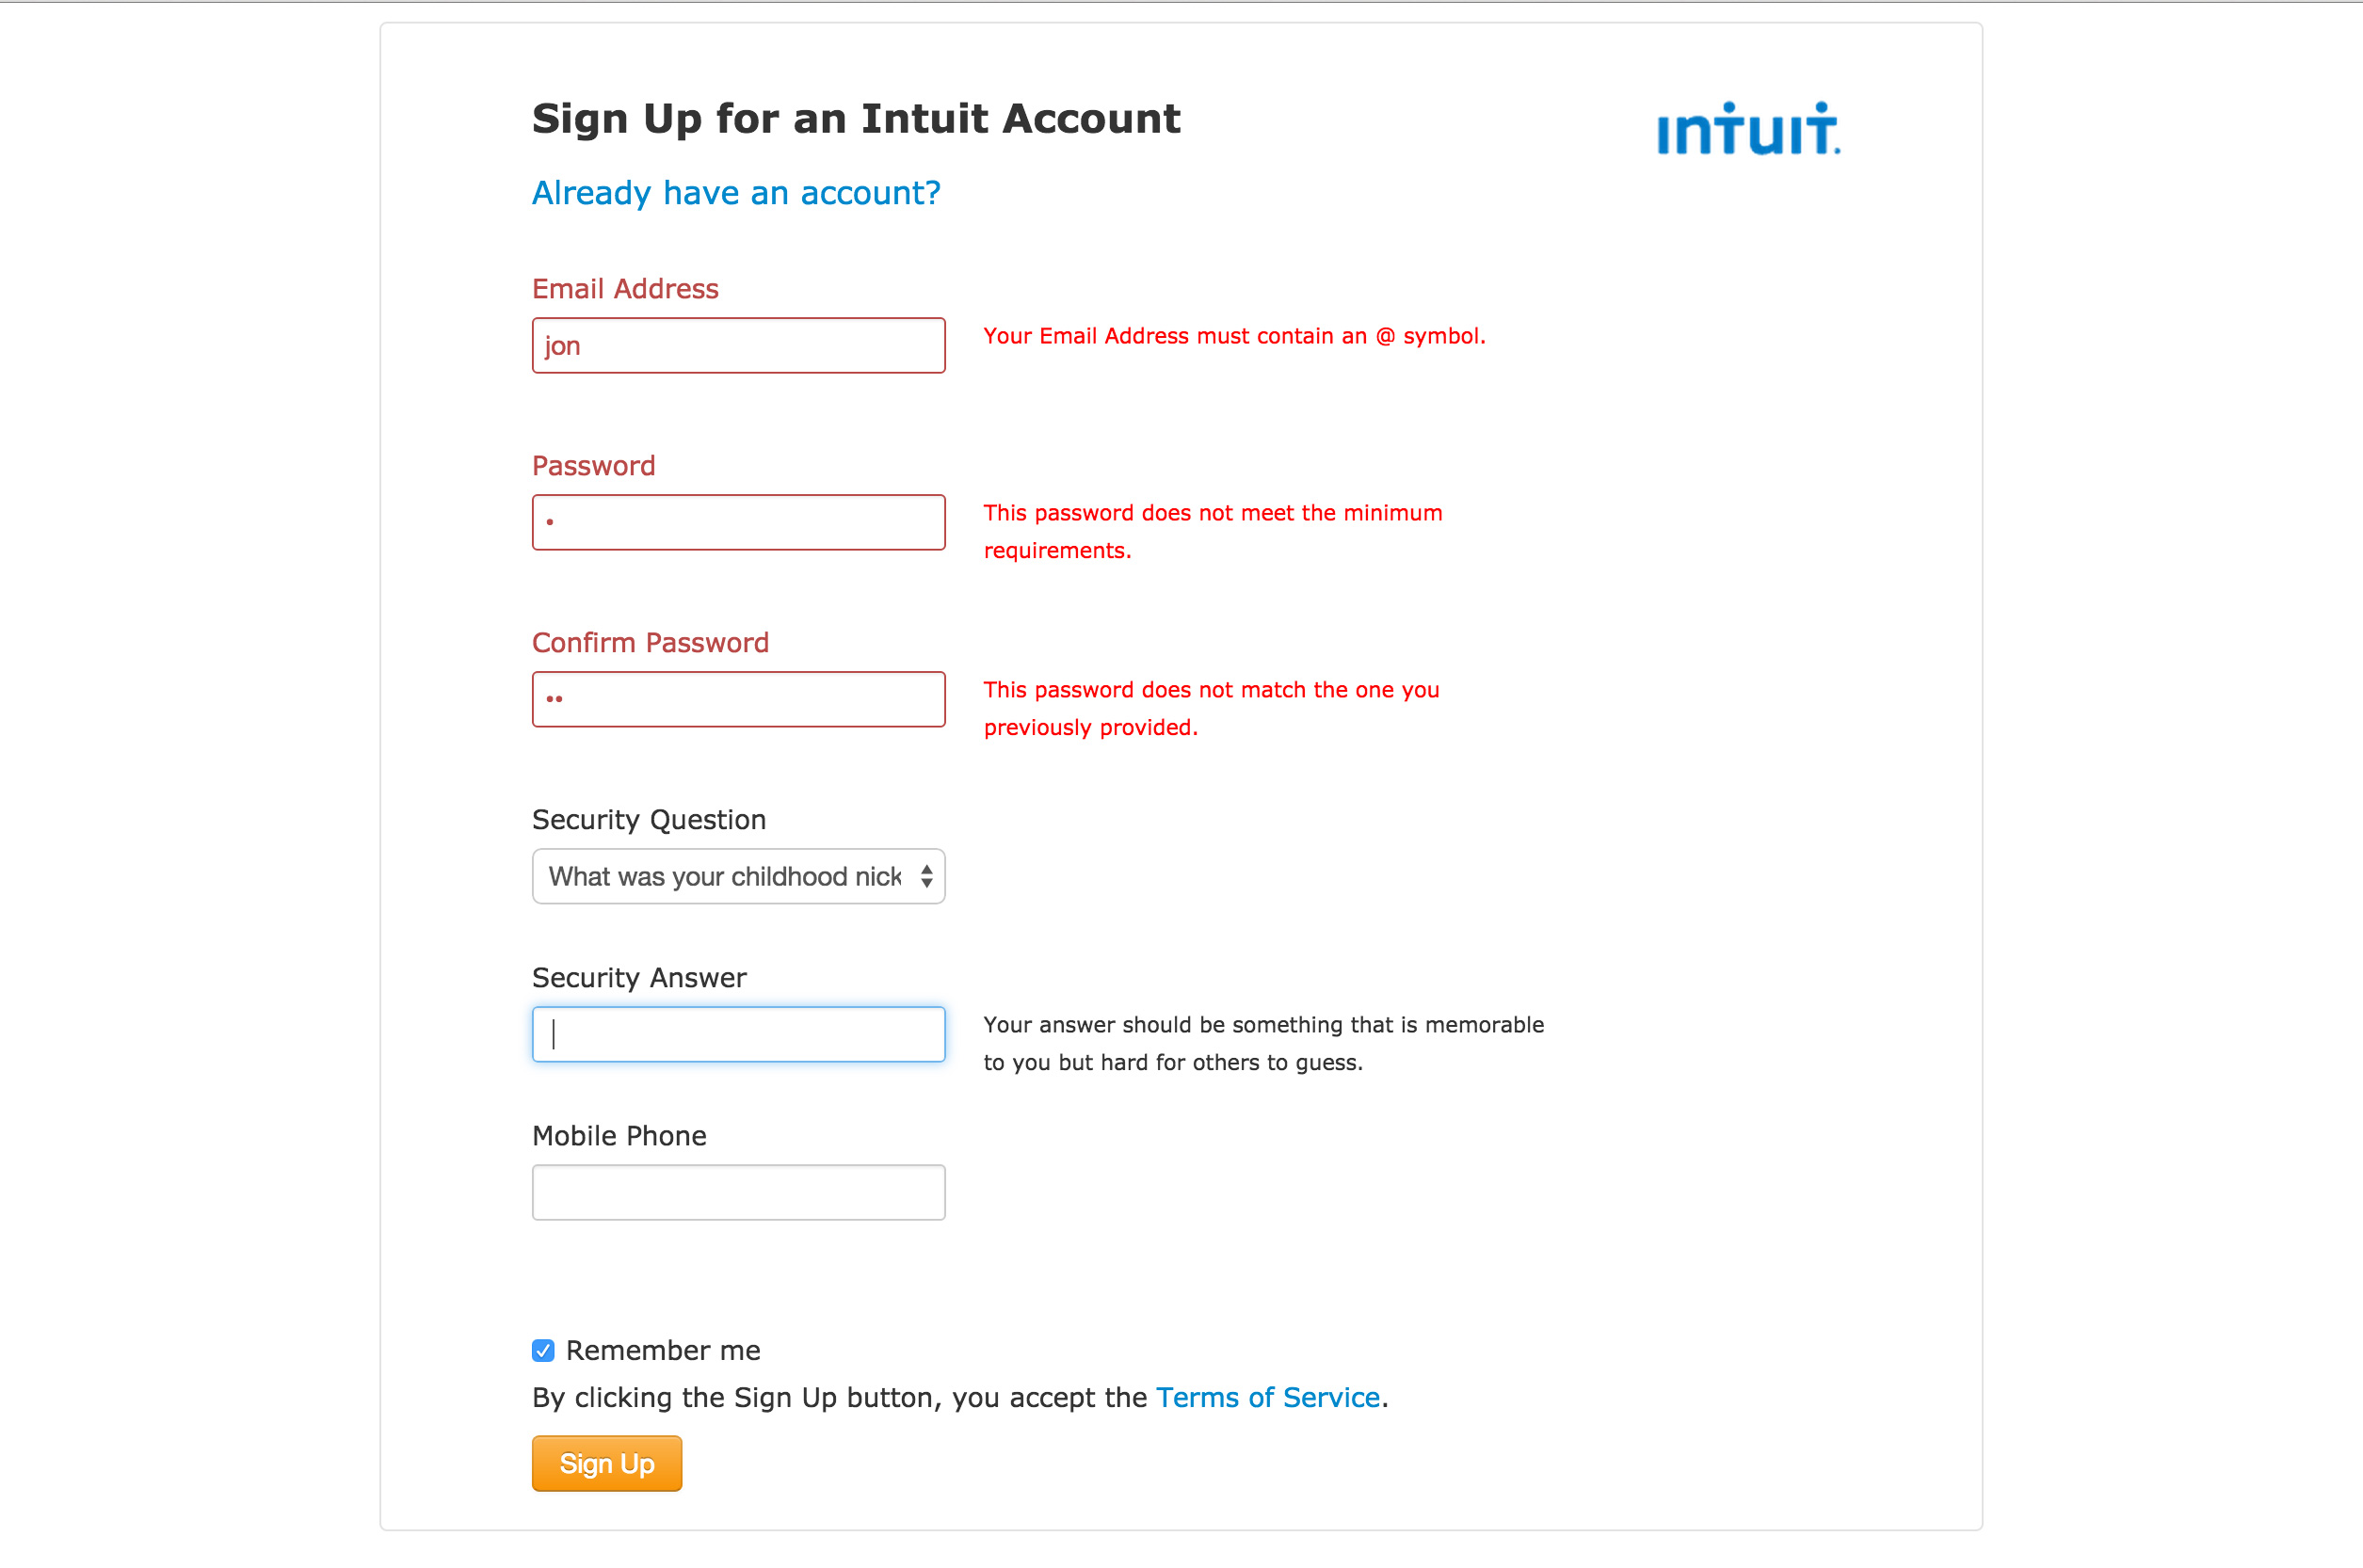 Sign Up for an Intuit Account
intuit.
Already have an account?
Email Address
jon
Your Email Address must contain an @ symbol.
Password
•
This password does not meet the minimum
requirements.
Confirm Password
••
This password does not match the one you
previously provided.
Security Question
What was your childhood nick
Security Answer
Your answer should be something that is memorable
to you but hard for others to guess.
Mobile Phone
Remember me
By clicking the Sign Up button, you accept the Terms of Service.
Sign Up